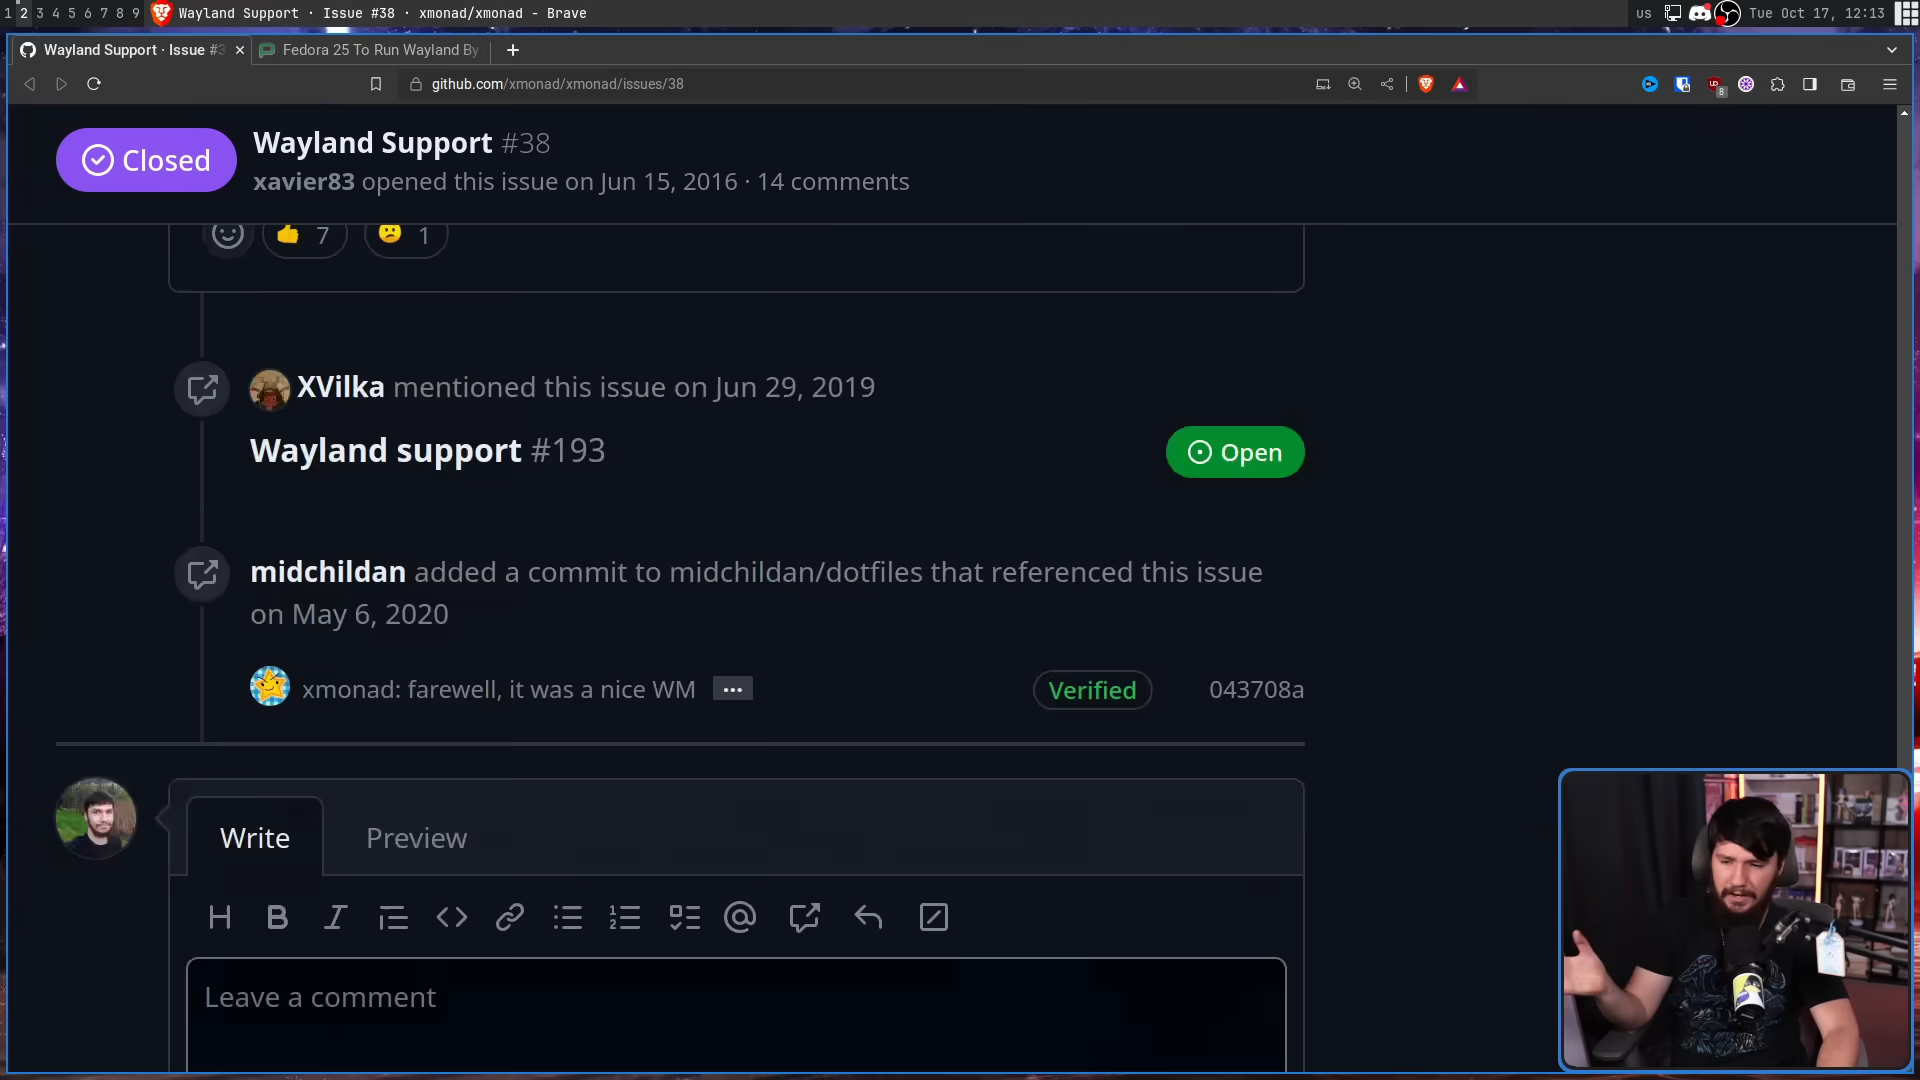 1 2 3 4 5 6 7 8 9 Wayland Support · Issue #38 · xmonad/xmonad - Brave us Tue Oct 17, 12:13
Wayland Support · Issue #3 Fedora 25 To Run Wayland By
github.com/xmonad/xmonad/issues/38 8
Closed
Wayland Support #38
xavier83 opened this issue on Jun 15, 2016 · 14 comments
7 1
XVilka mentioned this issue on Jun 29, 2019
Wayland support #193 Open
midchildan added a commit to midchildan/dotfiles that referenced this issue
on May 6, 2020
xmonad: farewell, it was a nice WM ... Verified 043708a
Write Preview
Leave a comment